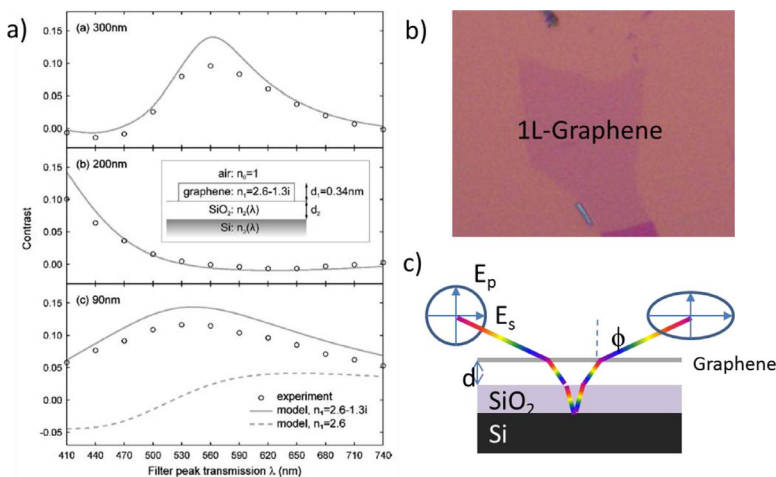 a)
(a) 300nm
0.15
0.10
0.05
0.00
(b) 200nm
0.15
0.10
0.05
0.00
air: n₀=1
graphene: n₁=2.6-1.3i
d₁=0.34nm
SiO₂: n₂(λ)
d₂
Si: n₃(λ)
Contrast
(c) 90nm
0.15
0.10
0.05
0.00
-0.05
experiment
model, n₁=2.6-1.3i
model, n₁=2.6
410 440 470 500 530 560 590 620 650 680 710 740
Filter peak transmission λ (nm)
b)
1L-Graphene
c)
Eₚ
Eₛ
ϕ
Graphene
d
SiO₂
Si